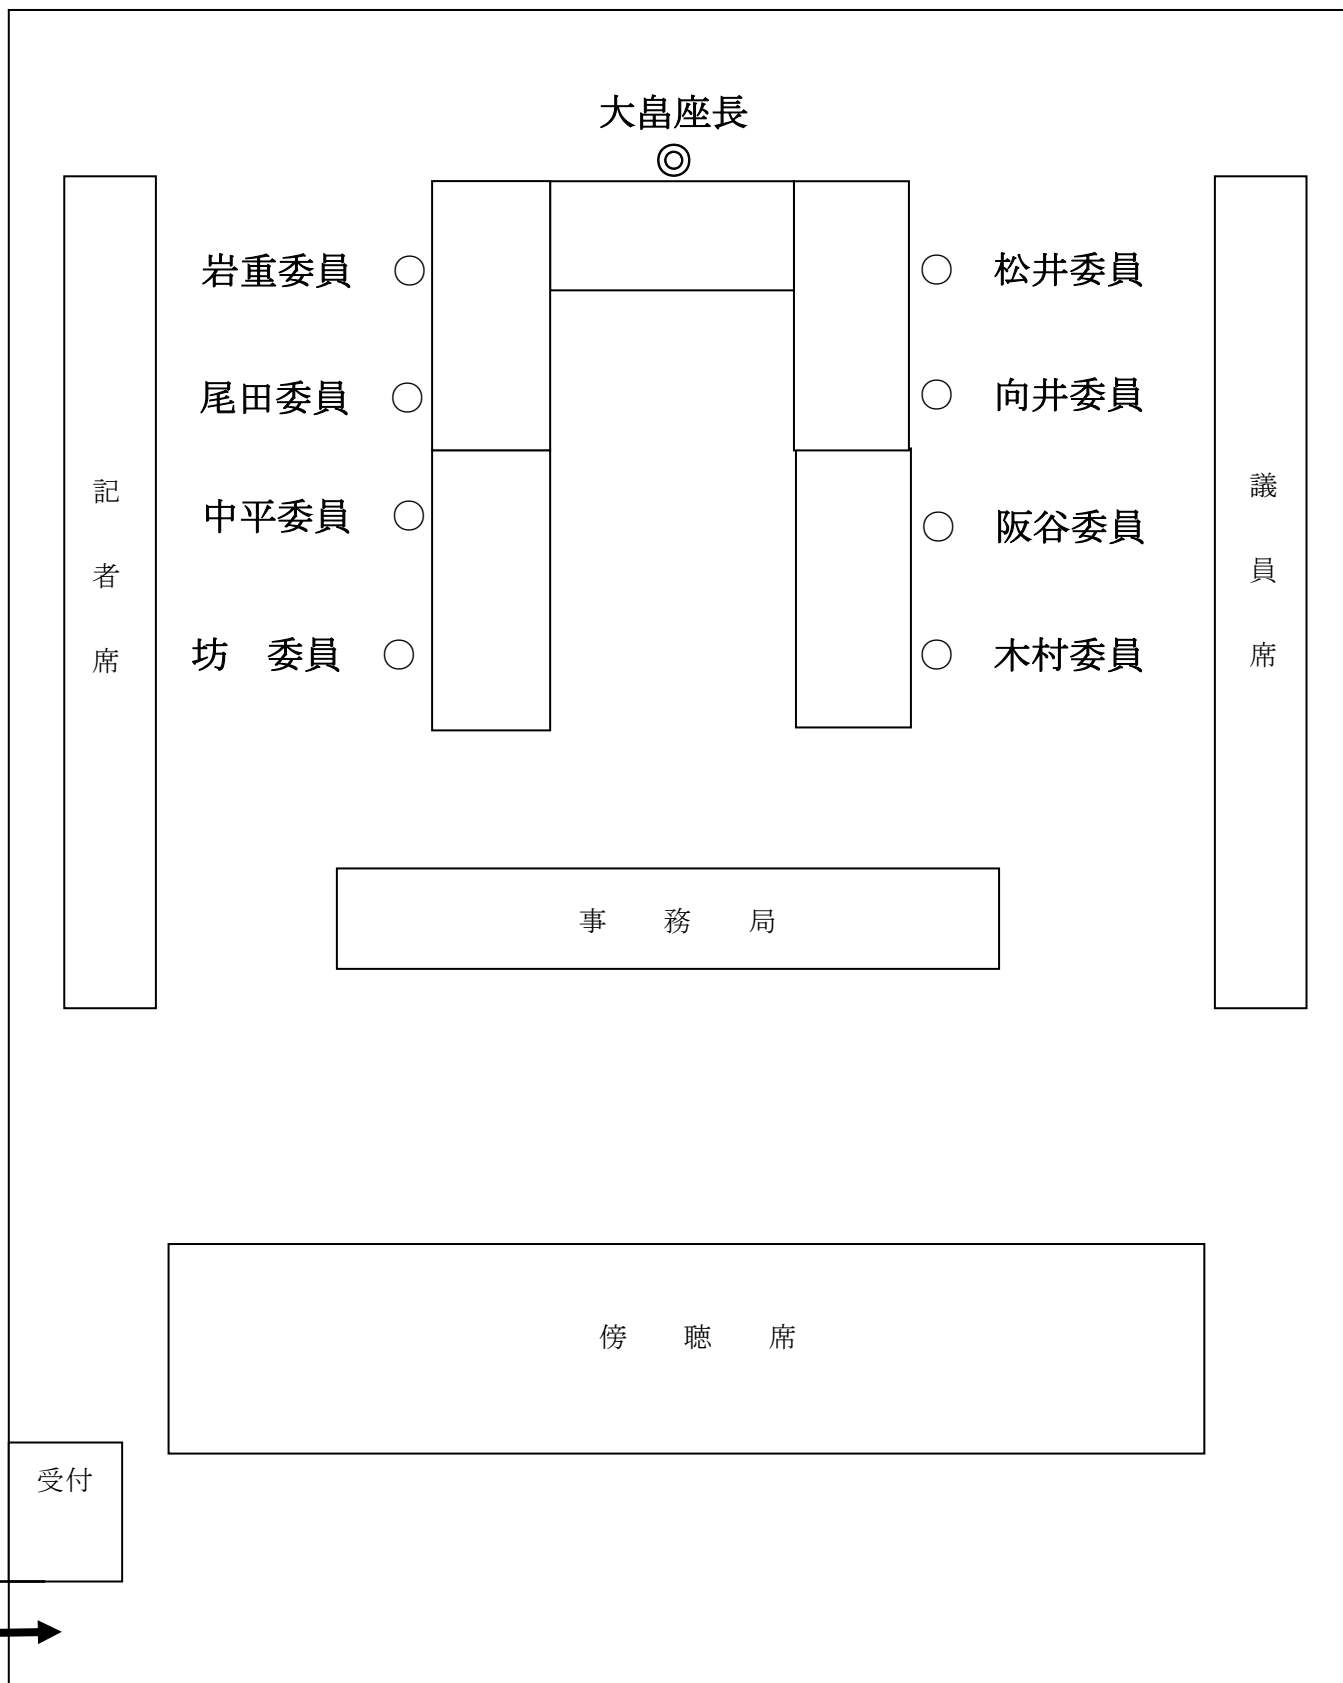 大畠座長
◎
岩重委員 ○
○ 松井委員
尾田委員 ○
○ 向井委員
中平委員 ○
○ 阪谷委員
坊　委員 ○
○ 木村委員
記者席
議員席
事　務　局
傍　聴　席
受付